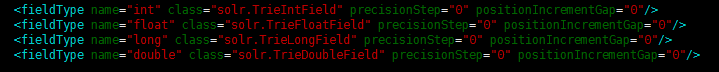 <fieldType name="int" class="solr.TrieIntField" precisionStep="0" positionIncrementGap="0"/>
<fieldType name="float" class="solr.TrieFloatField" precisionStep="0" positionIncrementGap="0"/>
<fieldType name="long" class="solr.TrieLongField" precisionStep="0" positionIncrementGap="0"/>
<fieldType name="double" class="solr.TrieDoubleField" precisionStep="0" positionIncrementGap="0"/>